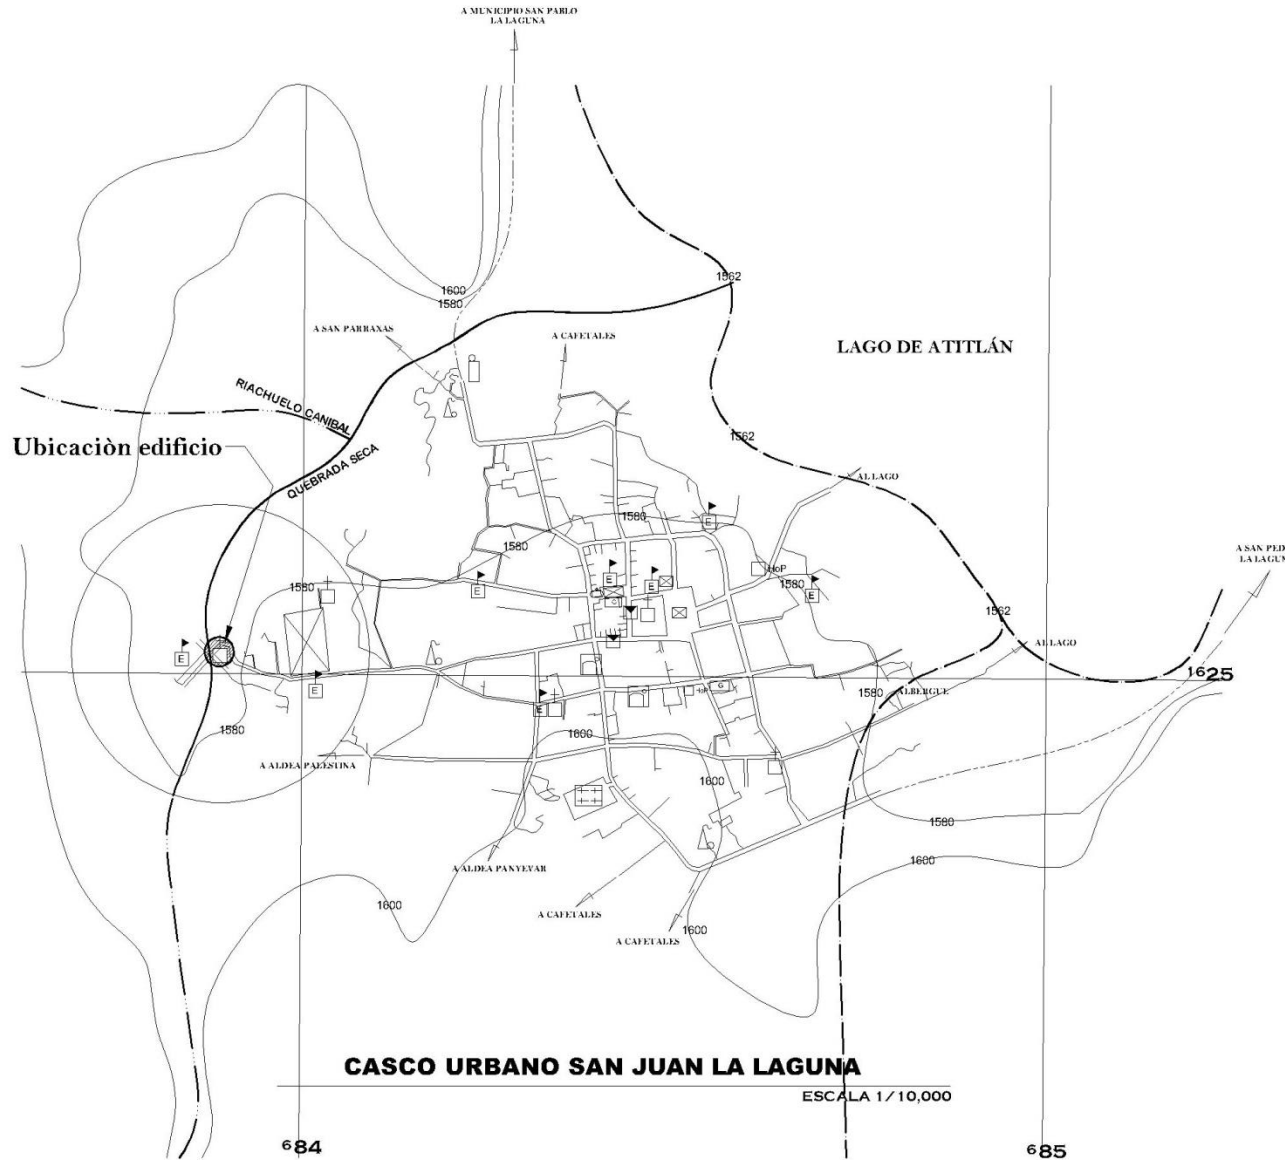 A MUNICIPIO SAN PABLO
LA LAGUNA
1562
1600
1580
A SAN PARRAXAS
A CAFETALES
LAGO DE ATITLÁN
RIACHUELO CANIBAL
Ubicaciòn edificio
QUEBRADA SECA
1562
AL LAGO
1580
E
1580
A SAN PED
LA LAGUN
HoP
1580
1580
E
E
E
E
1562
AL LAGO
E
1625
E
G
ALBERGUE
1580
E
1580
1600
A ALDEA PALESTINA
1600
1580
A ALDEA PANYEVAR
1600
1600
A CAFETALES
1600
A CAFETALES
CASCO URBANO SAN JUAN LA LAGUNA
ESCALA 1/10,000
684
685